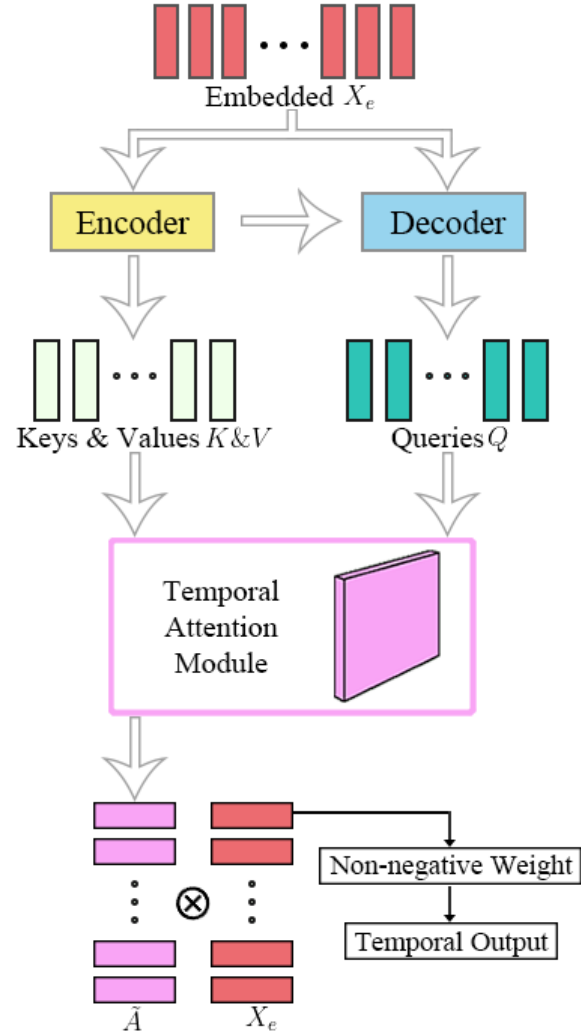 Embedded X_e
Encoder
Decoder
Keys & Values K&V
Queries Q
Temporal
Attention
Module
⊗
Non-negative Weight
Temporal Output
Ã
X_e